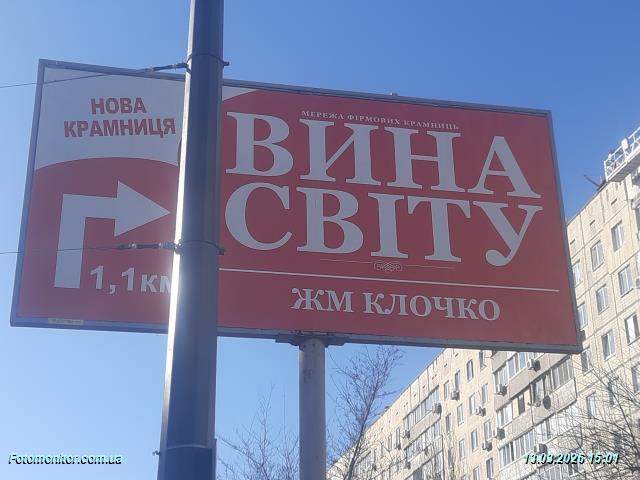 НОВА
КРАМНИЦЯ
1,1км
МЕРЕЖА ФІРМОВИХ КРАМНИЦЬ
ВИНА
СВІТУ
ЖМ КЛОЧКО
Fotomonitor.com.ua
13.03.2026 15:01